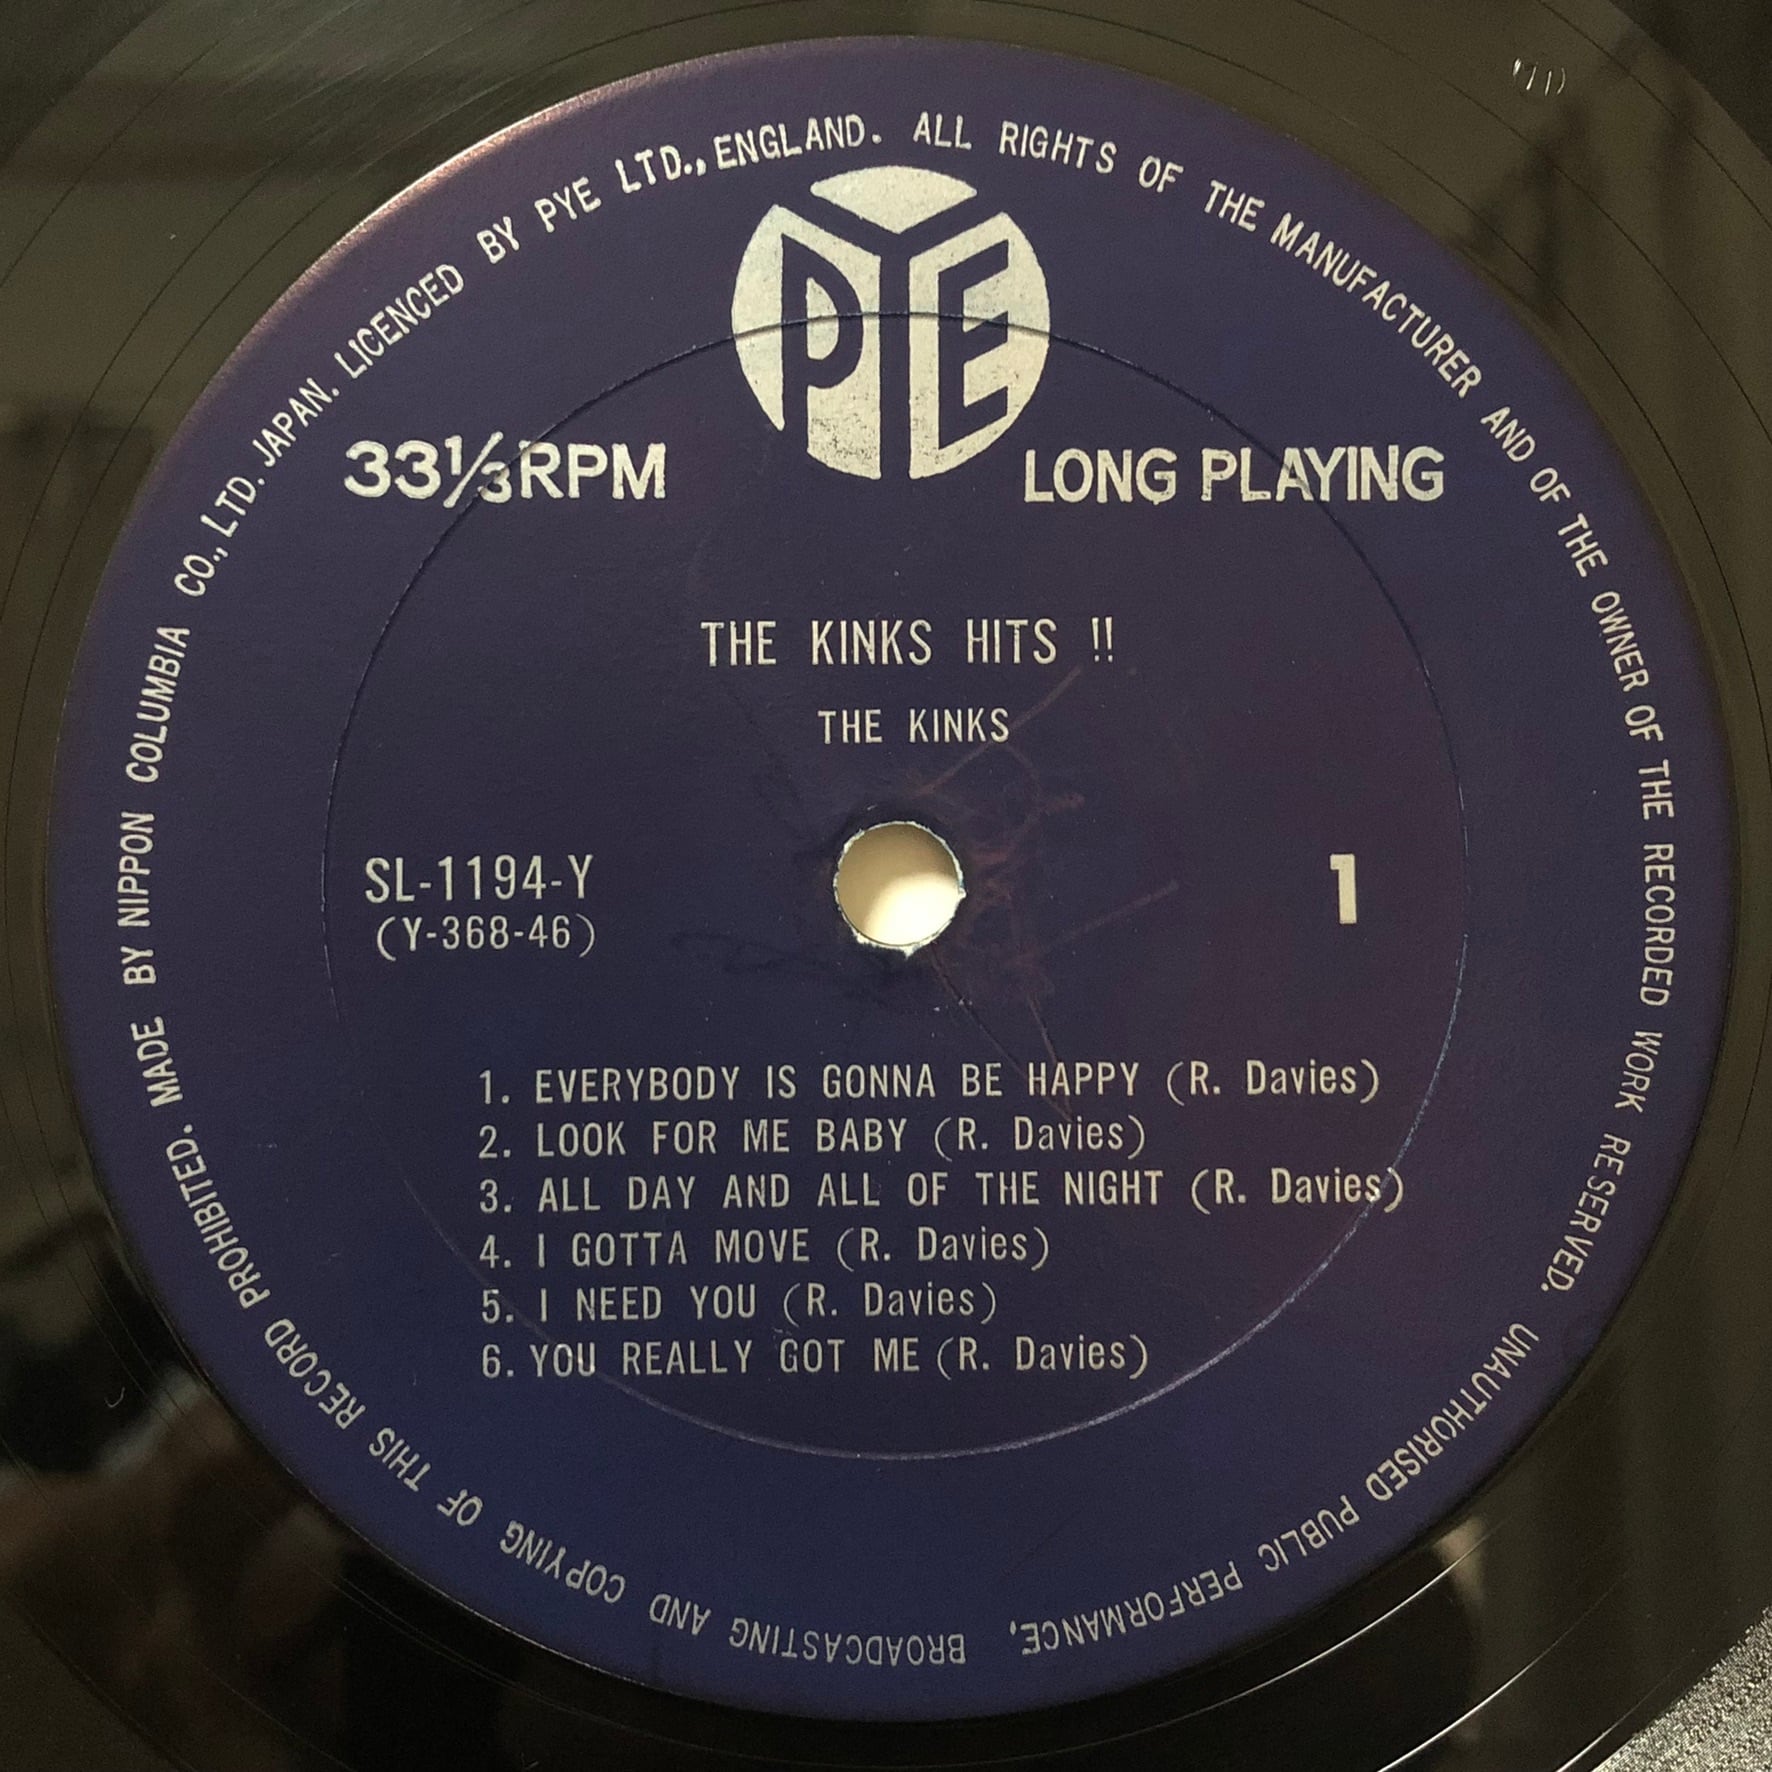 MADE BY NIPPON COLUMBIA CO., LTD. JAPAN. LICENCED BY PYE LTD., ENGLAND. ALL RIGHTS OF THE MANUFACTURER AND OF THE OWNER OF THE RECORDED WORK RESERVED. UNAUTHORISED PUBLIC PERFORMANCE, BROADCASTING AND COPYING OF THIS RECORD PROHIBITED.
PYE
33⅓RPM
LONG PLAYING
THE KINKS HITS !!
THE KINKS
SL-1194-Y
(Y-368-46)
1
1. EVERYBODY IS GONNA BE HAPPY (R. Davies)
2. LOOK FOR ME BABY (R. Davies)
3. ALL DAY AND ALL OF THE NIGHT (R. Davies)
4. I GOTTA MOVE (R. Davies)
5. I NEED YOU (R. Davies)
6. YOU REALLY GOT ME (R. Davies)